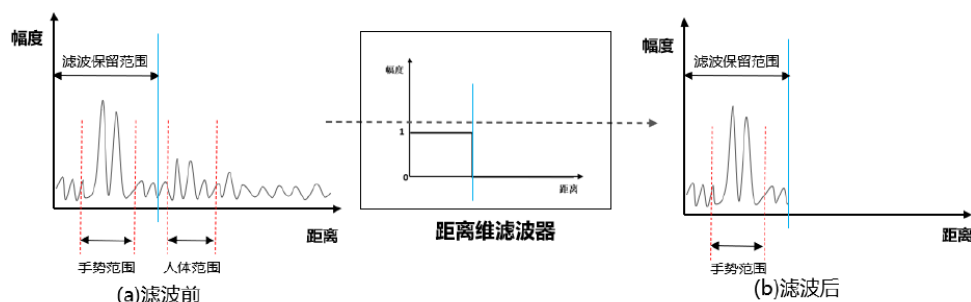 幅度
滤波保留范围
距离
手势范围
人体范围
(a)滤波前
幅度
1
0
距离
距离维滤波器
幅度
滤波保留范围
距离
手势范围
(b)滤波后